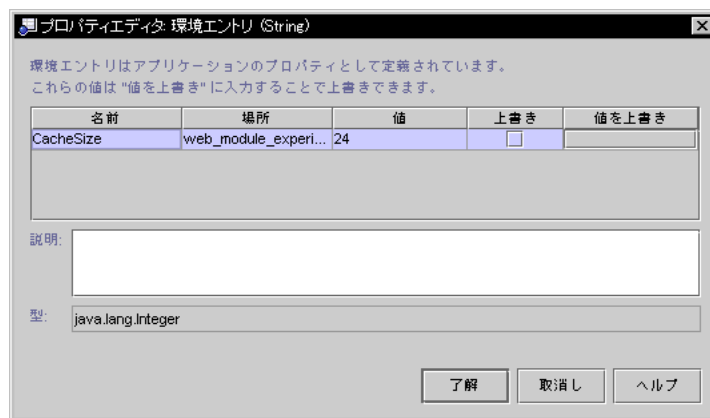 プロパティエディタ: 環境エントリ (String)
環境エントリはアプリケーションのプロパティとして定義されています。
これらの値は "値を上書き" に入力することで上書きできます。
名前 場所 値 上書き 値を上書き
CacheSize web_module_experi... 24
説明:
型: java.lang.Integer
了解 取消し ヘルプ